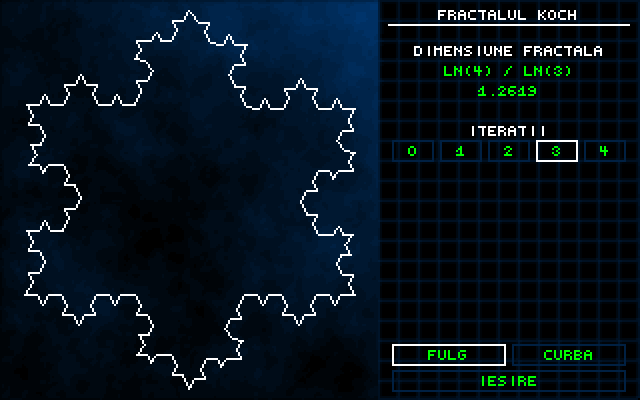 FRACTALUL KOCH
DIMENSIUNE FRACTALA
LN(4) / LN(3)
1.2619
ITERATII
0 1 2 3 4
FULG CURBA
IESIRE